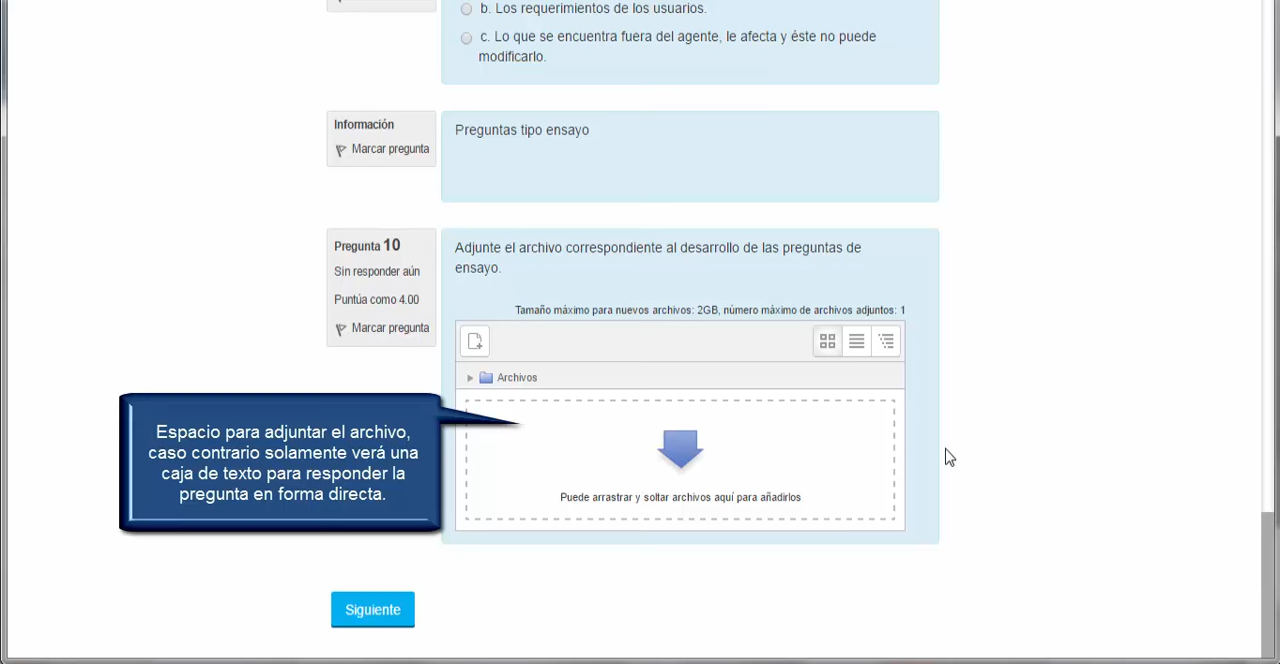 b. Los requerimientos de los usuarios.
c. Lo que se encuentra fuera del agente, le afecta y éste no puede
modificarlo.
Información
Marcar pregunta
Preguntas tipo ensayo
Pregunta 10
Sin responder aún
Puntúa como 4.00
Marcar pregunta
Adjunte el archivo correspondiente al desarrollo de las preguntas de
ensayo.
Tamaño máximo para nuevos archivos: 2GB, número máximo de archivos adjuntos: 1
Archivos
Puede arrastrar y soltar archivos aquí para añadirlos
Espacio para adjuntar el archivo,
caso contrario solamente verá una
caja de texto para responder la
pregunta en forma directa.
Siguiente